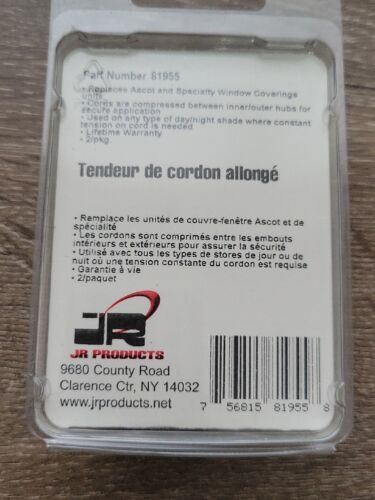 Part Number 81955
• Replaces Ascot and Specialty Window Coverings
units
• Cords are compressed between inner/outer hubs for
secure application
• Used on any type of day/night shade where constant
tension on cord is needed
• Lifetime Warranty
• 2/pkg
Tendeur de cordon allongé
• Remplace les unités de couvre-fenêtre Ascot et de
spécialité
• Les cordons sont comprimés entre les embouts
intérieurs et extérieurs pour assurer la sécurité
• Utilisé avec tous les types de stores de jour ou de
nuit où une tension constante du cordon est requise
• Garantie à vie
• 2/paquet
JR
JR PRODUCTS
9680 County Road
Clarence Ctr, NY 14032
www.jrproducts.net
7 56815 81955 8